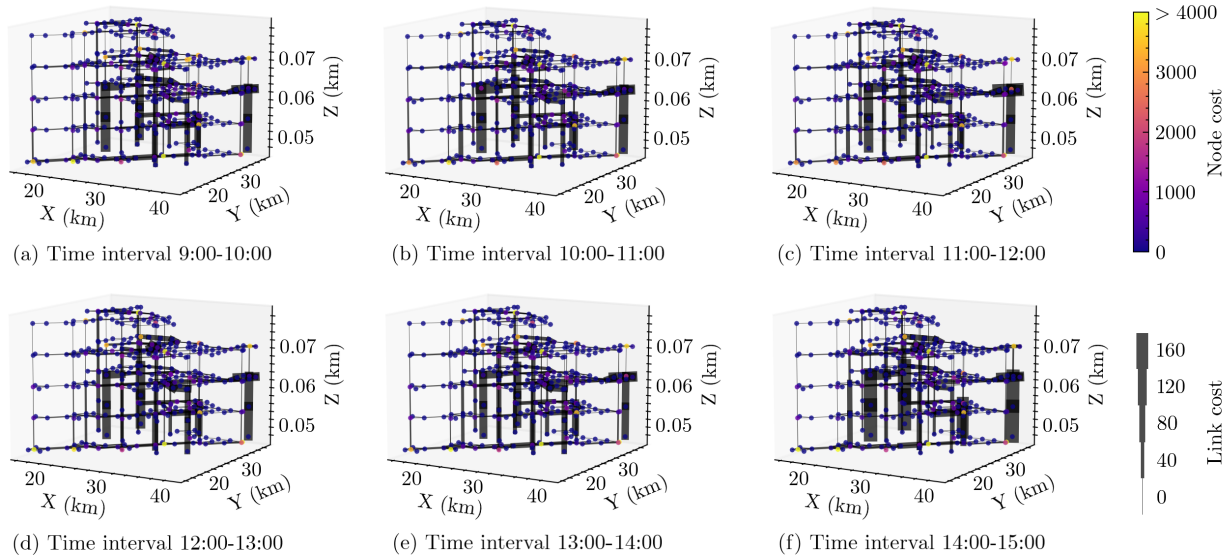 0.07
0.06
0.05
Z (km)
20
30
40
X (km)
30
20
Y (km)
(a) Time interval 9:00-10:00
0.07
0.06
0.05
Z (km)
20
30
40
X (km)
30
20
Y (km)
(b) Time interval 10:00-11:00
0.07
0.06
0.05
Z (km)
20
30
40
X (km)
30
20
Y (km)
(c) Time interval 11:00-12:00
> 4000
3000
2000
1000
0
Node cost
0.07
0.06
0.05
Z (km)
20
30
40
X (km)
30
20
Y (km)
(d) Time interval 12:00-13:00
0.07
0.06
0.05
Z (km)
20
30
40
X (km)
30
20
Y (km)
(e) Time interval 13:00-14:00
0.07
0.06
0.05
Z (km)
20
30
40
X (km)
30
20
Y (km)
(f) Time interval 14:00-15:00
160
120
80
40
0
Link cost